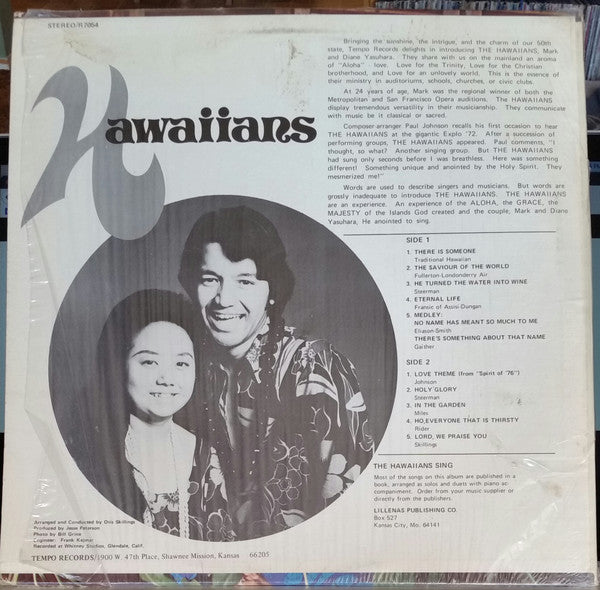 STEREO/R7054
Hawaiians
Bringing the sunshine, the intrigue, and the charm of our 50th
state, Tempo Records delights in introducing THE HAWAIIANS, Mark
and Diane Yasuhara. They share with us on the mainland an aroma
of "Aloha" love. Love for the Trinity, Love for the Christian
brotherhood, and Love for an unlovely world. This is the essence of
their ministry in auditoriums, schools, churches, or civic clubs.
At 24 years of age, Mark was the regional winner of both the
Metropolitan and San Francisco Opera auditions. The HAWAIIANS
display tremendous versatility in their musicianship. They communicate
with music be it classical or sacred.
Composer-arranger Paul Johnson recalls his first occasion to hear
THE HAWAIIANS at the gigantic Explo '72. After a succession of
performing groups, THE HAWAIIANS appeared. Paul comments, "I
thought, so what? Another singing group. But THE HAWAIIANS
had sung only seconds before I was breathless. Here was something
different! Something unique and anointed by the Holy Spirit. They
mesmerized me!"
Words are used to describe singers and musicians. But words are
grossly inadequate to introduce THE HAWAIIANS. THE HAWAIIANS
are an experience. An experience of the ALOHA, the GRACE, the
MAJESTY of the Islands God created and the couple, Mark and Diane
Yasuhara, He anointed to sing.
SIDE 1
1. THERE IS SOMEONE
Traditional Hawaiian
2. THE SAVIOUR OF THE WORLD
Fullerton-Londonderry Air
3. HE TURNED THE WATER INTO WINE
Steerman
4. ETERNAL LIFE
Fransic of Assisi-Dungan
5. MEDLEY:
NO NAME HAS MEANT SO MUCH TO ME
Eliason-Smith
THERE'S SOMETHING ABOUT THAT NAME
Gaither
SIDE 2
1. LOVE THEME (from "Spirit of '76")
Johnson
2. HOLY GLORY
Steerman
3. IN THE GARDEN
Miles
4. HO, EVERYONE THAT IS THIRSTY
Rider
5. LORD, WE PRAISE YOU
Skillings
THE HAWAIIANS SING
Most of the songs on this album are published in a
book, arranged as solos and duets with piano ac-
companiment. Order from your music supplier or
directly from the publishers.
LILLENAS PUBLISHING CO.
Box 527
Kansas City, Mo. 64141
Arranged and Conducted by Otis Skillings
Produced by Jesse Peterson
Photo by Bill Grine
Engineer: Frank Kejmar
Recorded at Whitney Studios, Glendale, Calif.
TEMPO RECORDS/1900 W. 47th Place, Shawnee Mission, Kansas 66205